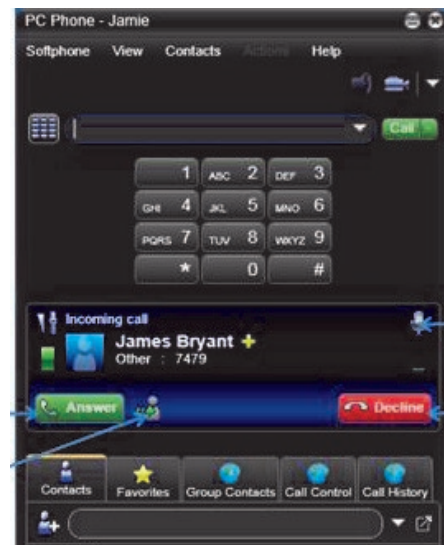 PC Phone - Jamie
Softphone View Contacts Actions Help
Call
1 ABC 2 DEF 3
GHI 4 JKL 5 MNO 6
PQRS 7 TUV 8 WXYZ 9
* 0 #
Incoming call
James Bryant
Other : 7479
Answer Decline
Contacts Favorites Group Contacts Call Control Call History